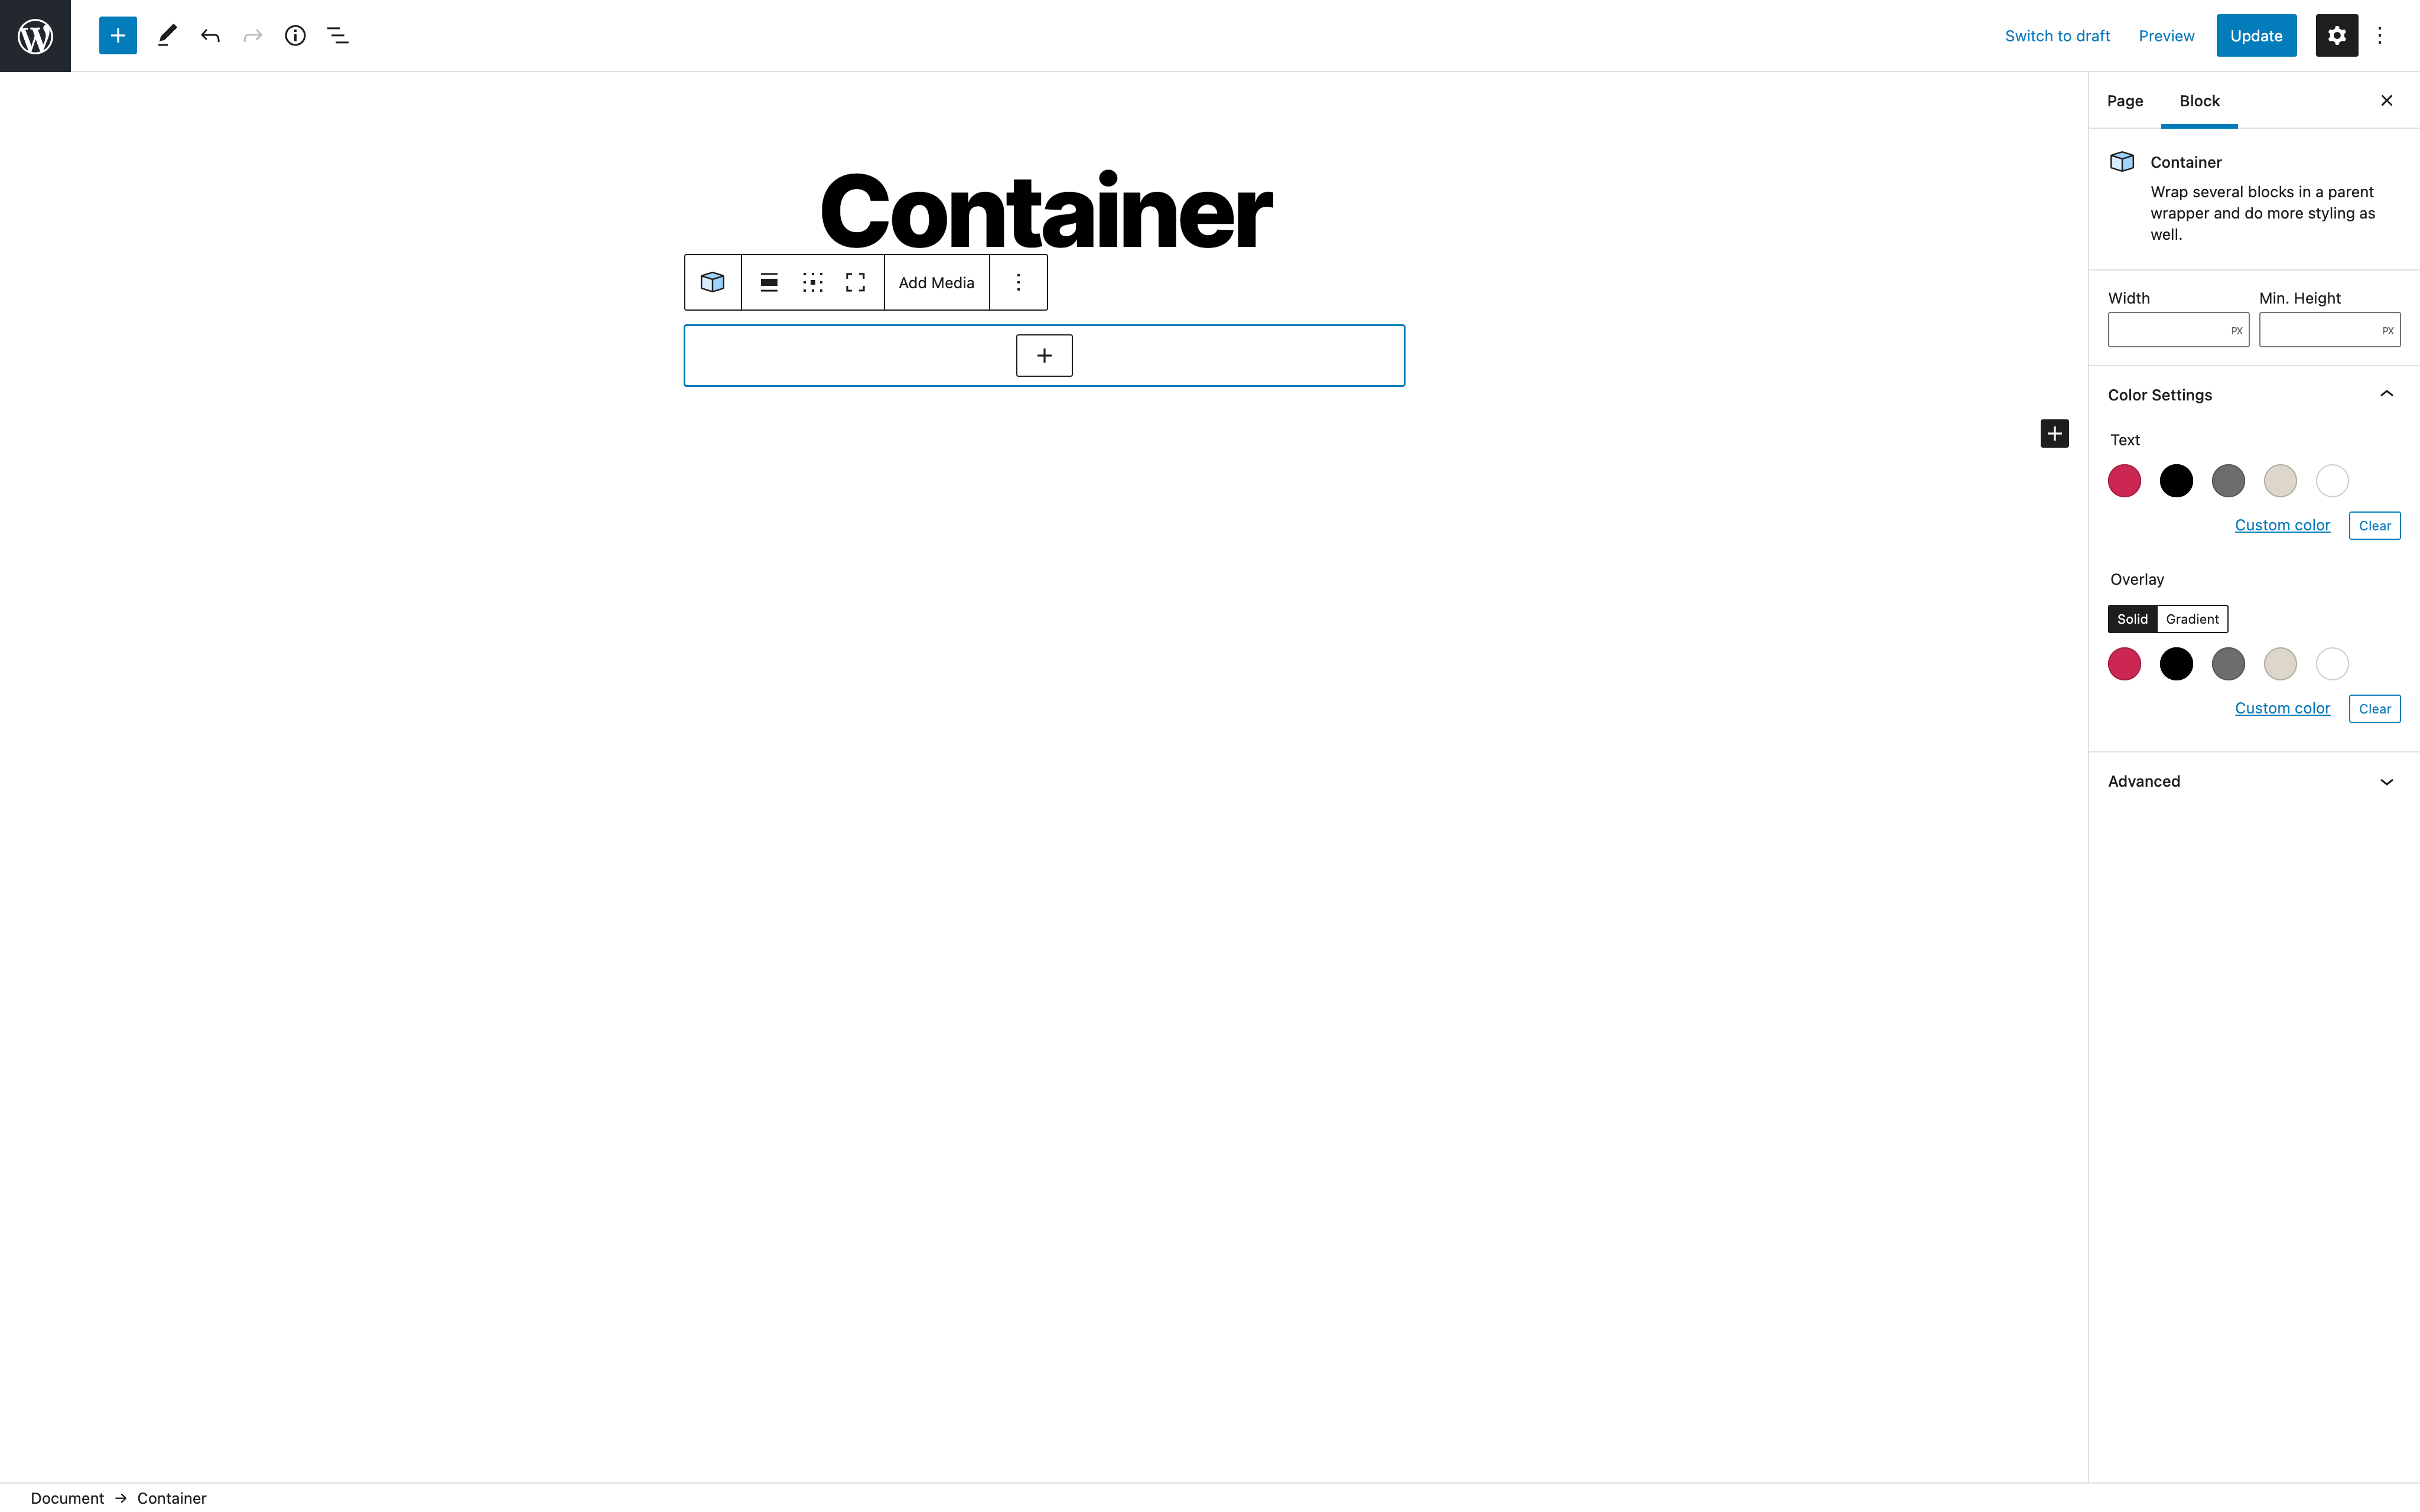 Switch to draft Preview Update
Page Block
Container
Wrap several blocks in a parent
wrapper and do more styling as
well.
Container
Add Media
Width Min. Height
PX PX
Color Settings
Text
Custom color Clear
Overlay
Solid Gradient
Custom color Clear
Advanced
Document → Container